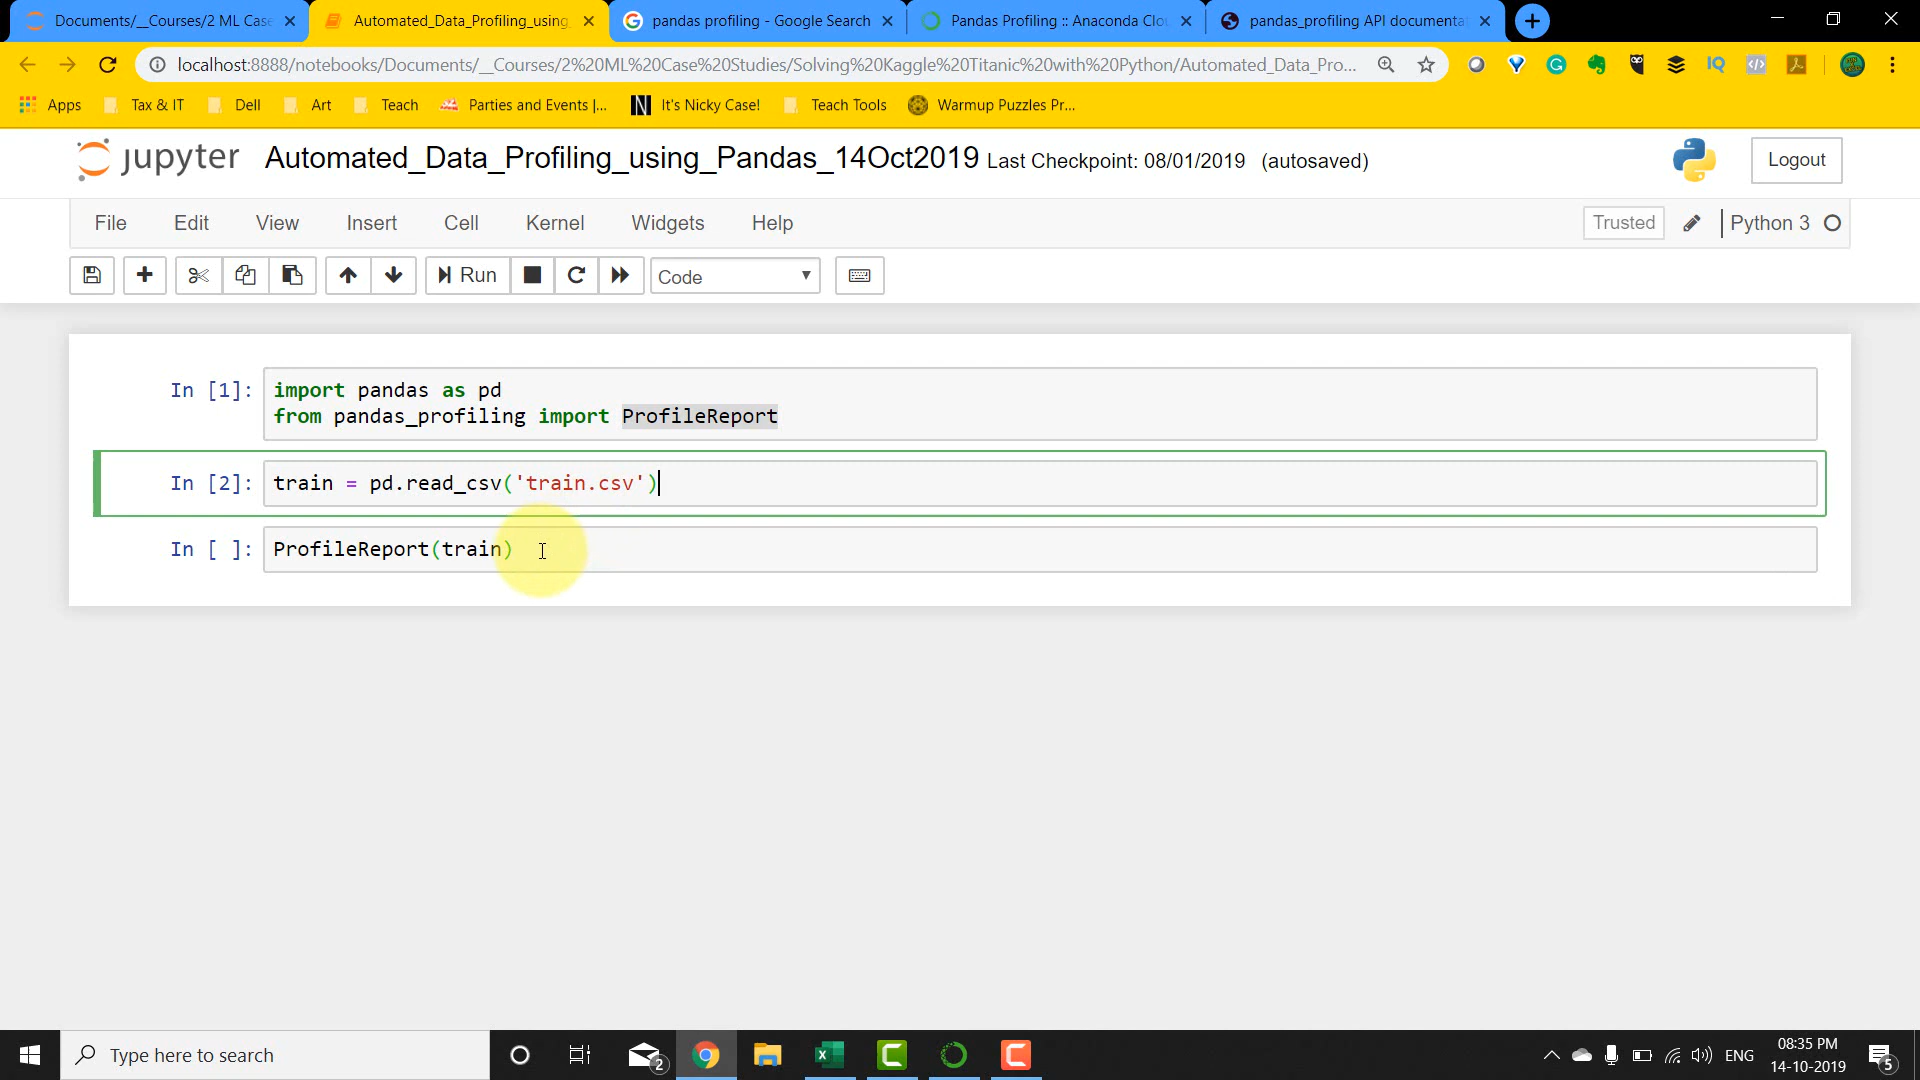 Documents/__Courses/2 ML Case
Automated_Data_Profiling_using_
pandas profiling - Google Search
Pandas Profiling :: Anaconda Clou
pandas_profiling API documentat
localhost:8888/notebooks/Documents/__Courses/2%20ML%20Case%20Studies/Solving%20Kaggle%20Titanic%20with%20Python/Automated_Data_Pro...
Apps
Tax & IT
Dell
Art
Teach
Parties and Events |...
It's Nicky Case!
Teach Tools
Warmup Puzzles Pr...
jupyter
Automated_Data_Profiling_using_Pandas_14Oct2019 Last Checkpoint: 08/01/2019 (autosaved)
Logout
File Edit View Insert Cell Kernel Widgets Help
Trusted
Python 3
Run
Code
In [1]: import pandas as pd
from pandas_profiling import ProfileReport
In [2]: train = pd.read_csv('train.csv')
In [ ]: ProfileReport(train)
Type here to search
2
ENG
08:35 PM
14-10-2019
5